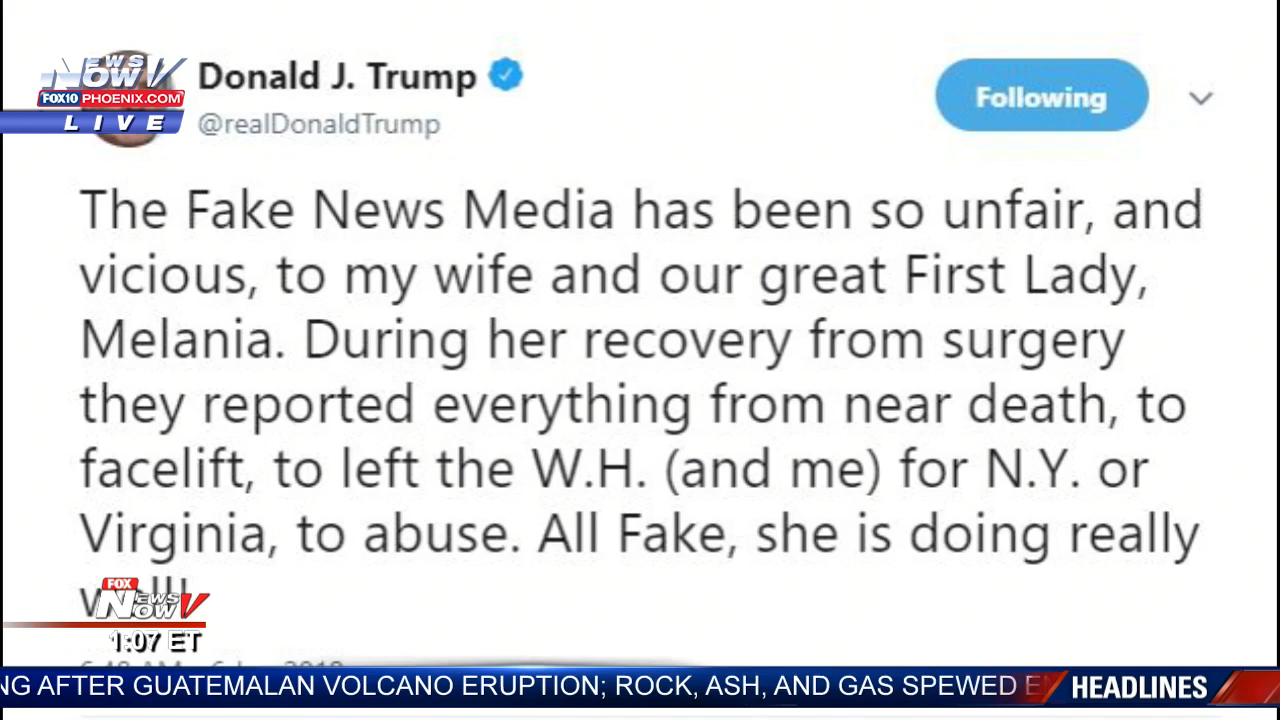 NEWS
NOW
FOX10 PHOENIX.COM
LIVE
Donald J. Trump
@realDonaldTrump
Following
The Fake News Media has been so unfair, and
vicious, to my wife and our great First Lady,
Melania. During her recovery from surgery
they reported everything from near death, to
facelift, to left the W.H. (and me) for N.Y. or
Virginia, to abuse. All Fake, she is doing really
FOX
NEWS
NOW
1:07 ET
NG AFTER GUATEMALAN VOLCANO ERUPTION; ROCK, ASH, AND GAS SPEWED
HEADLINES